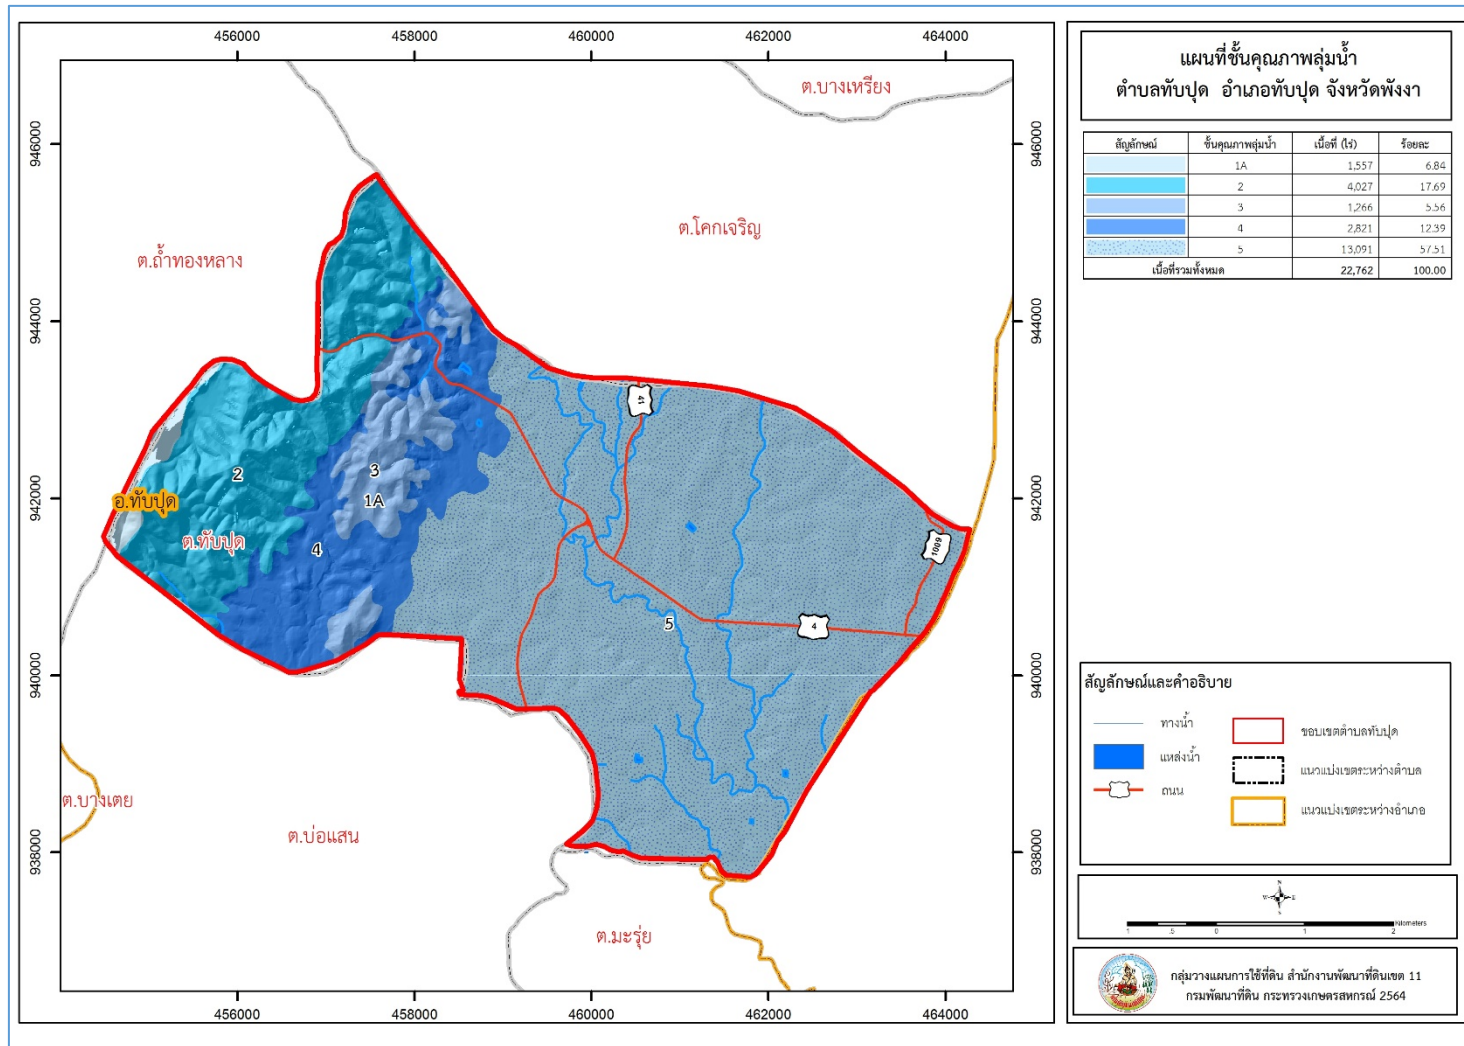 456000
458000
460000
462000
464000
แผนที่ชั้นคุณภาพลุ่มน้ำ
ตำบลทับปุด อำเภอทับปุด จังหวัดพังงา
สัญลักษณ์ ชั้นคุณภาพลุ่มน้ำ เนื้อที่ (ไร่) ร้อยละ
1A 1,557 6.84
2 4,027 17.69
3 1,266 5.56
4 2,821 12.39
5 13,091 57.51
เนื้อที่รวมทั้งหมด 22,762 100.00
946000
944000
942000
940000
938000
ต.บางเหรียง
ต.โคกเจริญ
ต.ถ้ำทองหลาง
41
2
3
1A
อ.ทับปุด
ต.ทับปุด
4
1009
5
4
ต.บางเตย
ต.บ่อแสน
ต.มะรุ่ย
946000
944000
942000
940000
938000
456000
458000
460000
462000
464000
สัญลักษณ์และคำอธิบาย
ทางน้ำ
แหล่งน้ำ
ถนน
ขอบเขตตำบลทับปุด
แนวแบ่งเขตระหว่างตำบล
แนวแบ่งเขตระหว่างอำเภอ
N
W E
S
1 .5 0 1 2 Kilometers
กลุ่มวางแผนการใช้ที่ดิน สำนักงานพัฒนาที่ดินเขต 11
กรมพัฒนาที่ดิน กระทรวงเกษตรสหกรณ์ 2564